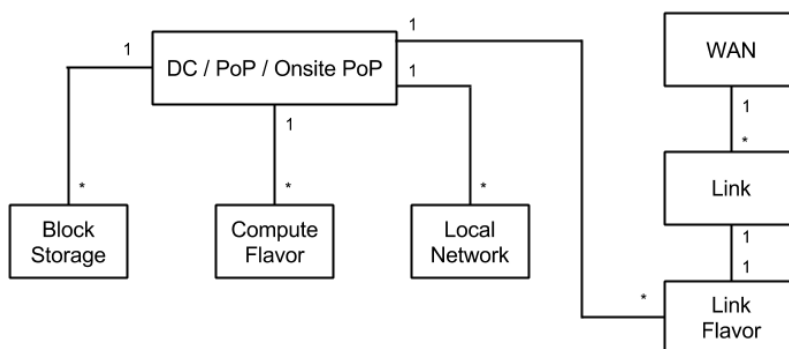 1
1
DC / PoP / Onsite PoP
1
WAN
1
1
*
*
*
*
Link
Block
Storage
Compute
Flavor
Local
Network
1
1
*
Link
Flavor